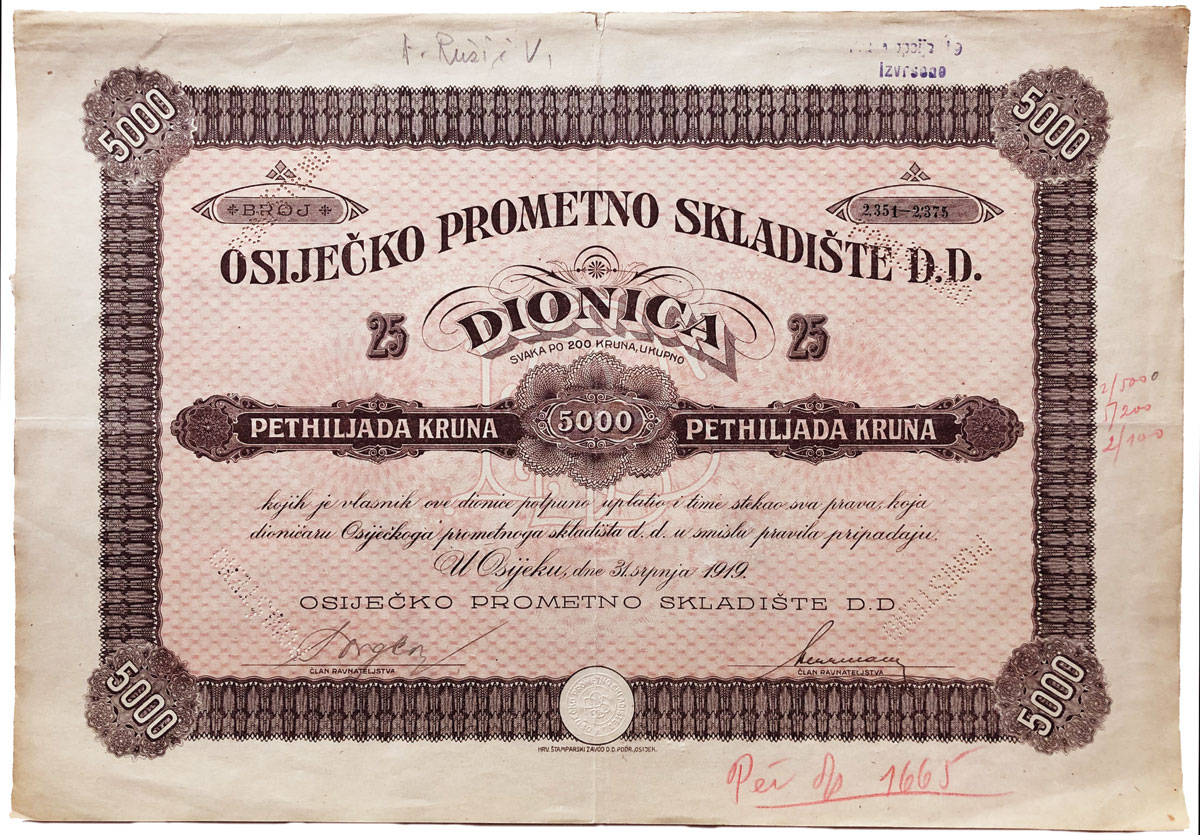 Izvršeno
5000
5000
BROJ
2,351-2,375
OSIJEČKO PROMETNO SKLADIŠTE D.D.
DIONICA
25
25
SVAKA PO 200 KRUNA, UKUPNO
PETHILJADA KRUNA
5000
PETHILJADA KRUNA
kojih je vlasnik ove dionice potpuno uplatio i time stekao sva prava, koja
dioničaru Osiječkoga prometnoga skladišta d. d. u smislu pravila pripadaju.
U Osijeku, dne 31. srpnja 1919.
OSIJEČKO PROMETNO SKLADIŠTE D.D.
ČLAN RAVNATELJSTVA
ČLAN RAVNATELJSTVA
5000
5000
HRV. ŠTAMPARSKI ZAVOD D.D. PODR. OSIJEK.
1665